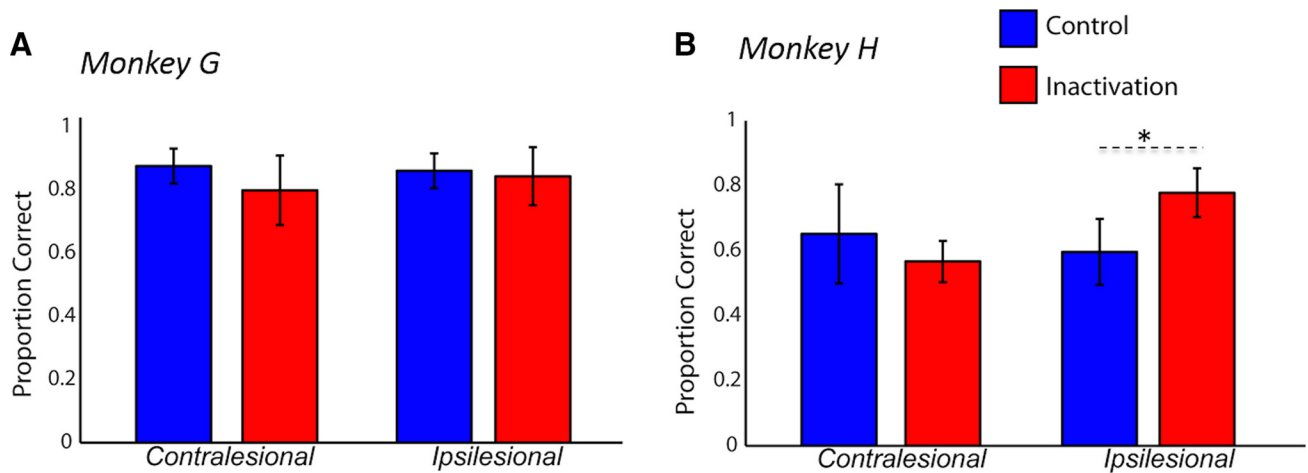 A
Monkey G
Proportion Correct
1
0.8
0.6
0.4
0.2
0
Contralesional Ipsilesional
B
Monkey H
Control
Inactivation
Proportion Correct
1
0.8
0.6
0.4
0.2
0
*
Contralesional Ipsilesional